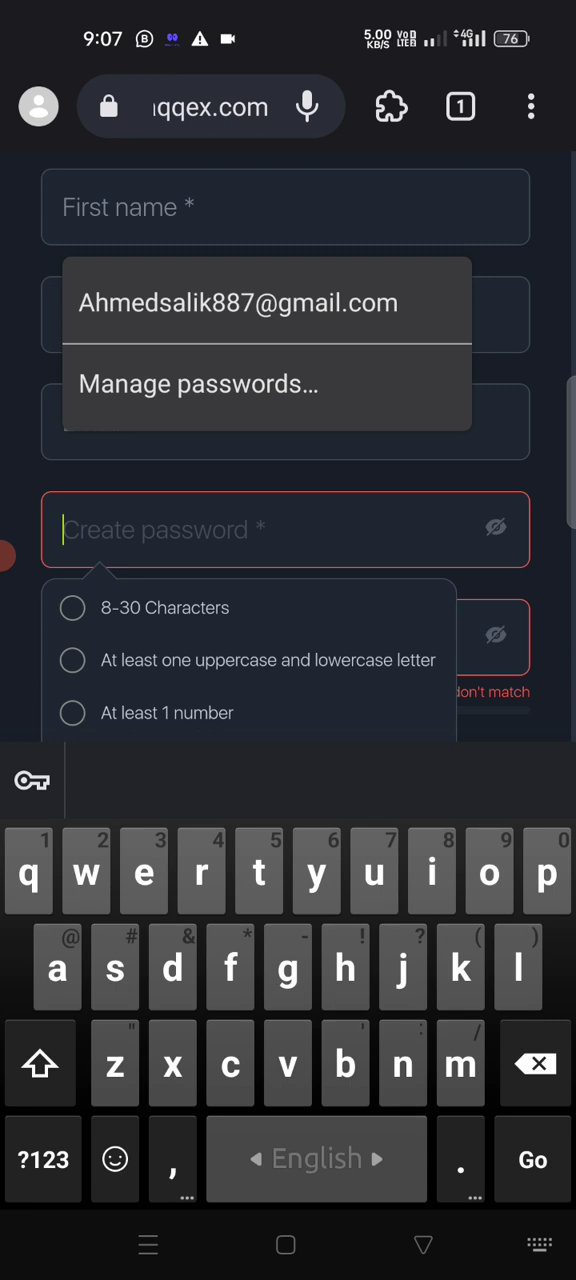 9:07 5.00 KB/S Vo LTE 4G 76
ıqqex.com 1
First name *
Ahmedsalik887@gmail.com
Manage passwords...
Create password *
8-30 Characters
At least one uppercase and lowercase letter
don't match
At least 1 number
1 2 3 4 5 6 7 8 9 0
q w e r t y u i o p
@ # & * - ! ? ( )
a s d f g h j k l
" ' : /
z x c v b n m
?123 , English . Go